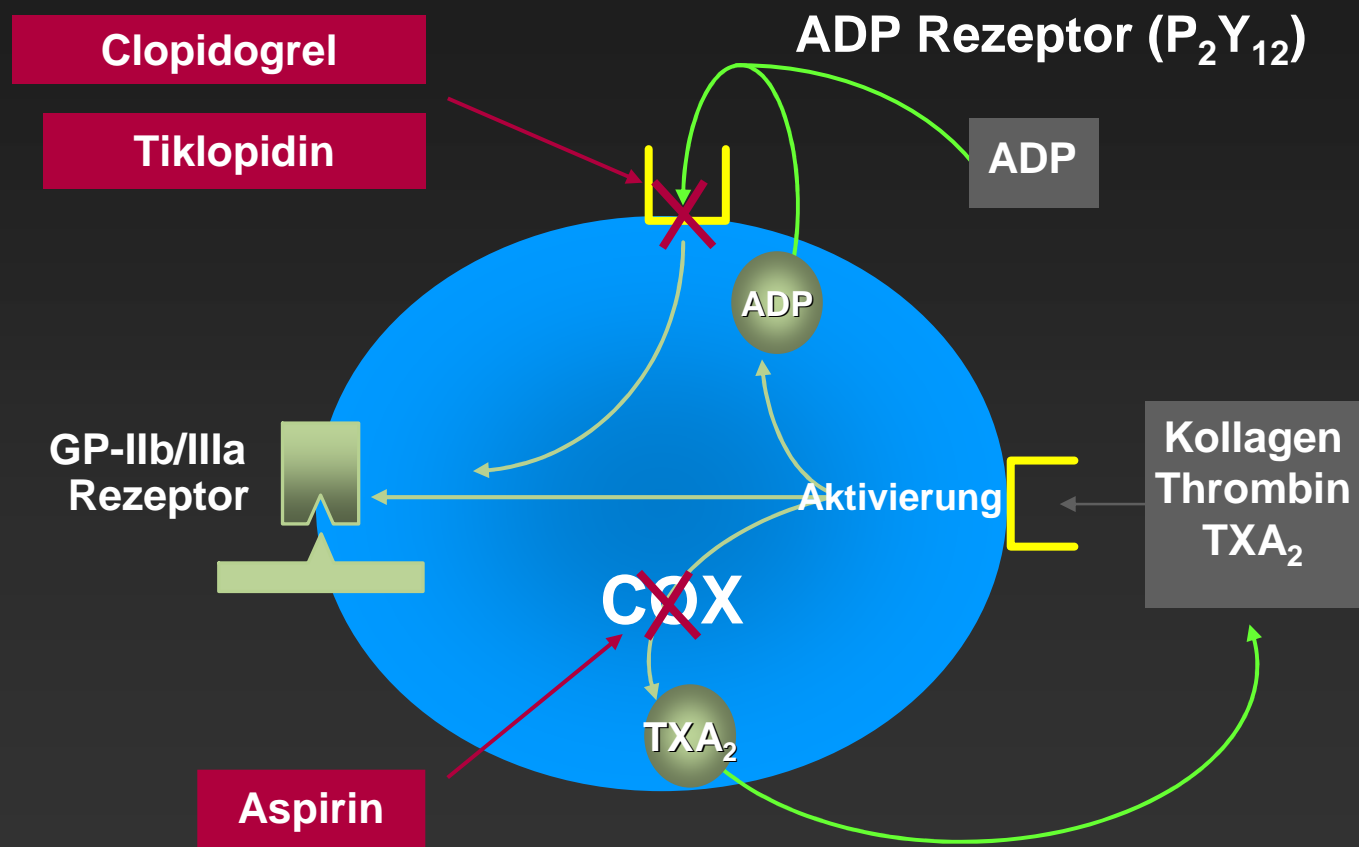 Clopidogrel
ADP Rezeptor (P₂Y₁₂)
Tiklopidin
ADP
ADP
GP-IIb/IIIa
Rezeptor
Aktivierung
Kollagen
Thrombin
TXA₂
COX
TXA₂
Aspirin